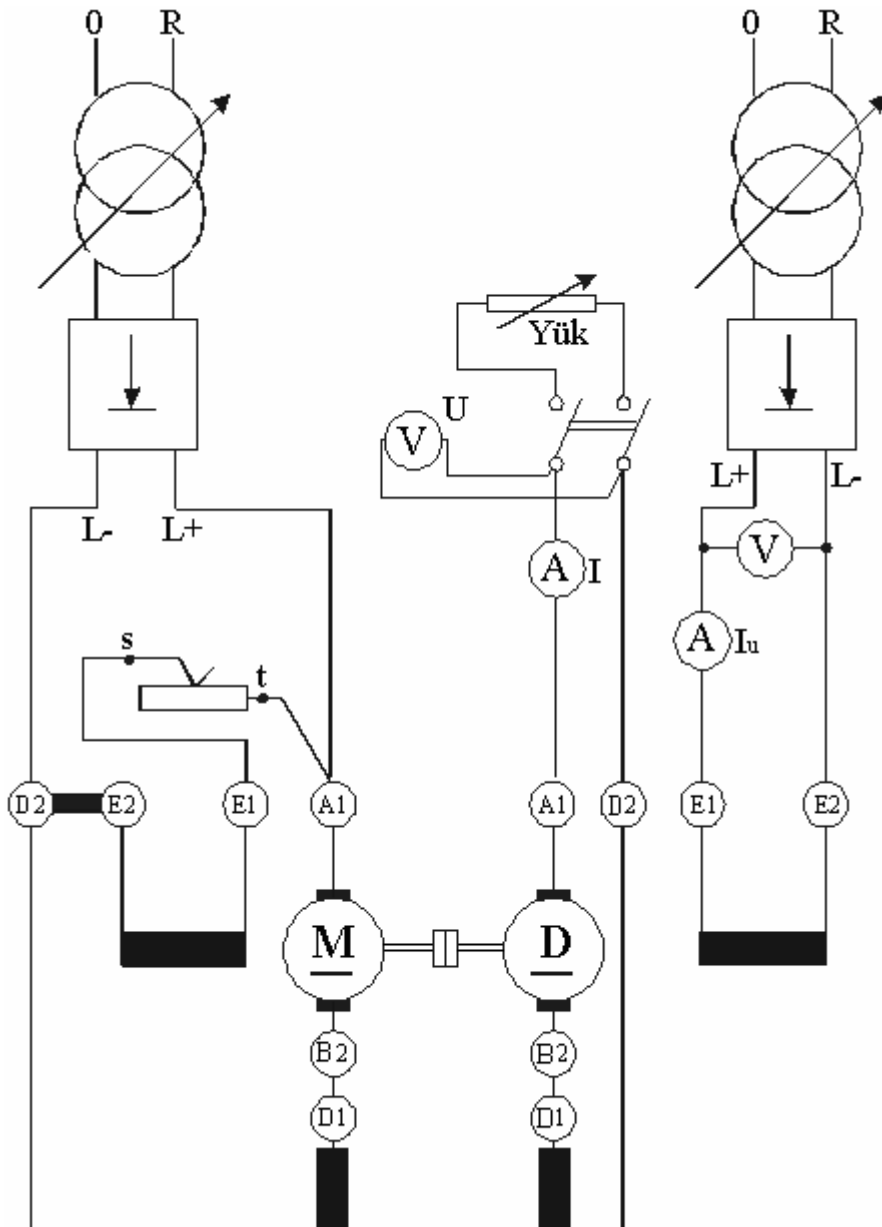 0 R
0 R
Yük
U
V
L- L+
L+ L-
V
A I
A Iu
s
t
D2 E2 E1 A1 A1 D2 E1 E2
M D
B2 B2
D1 D1